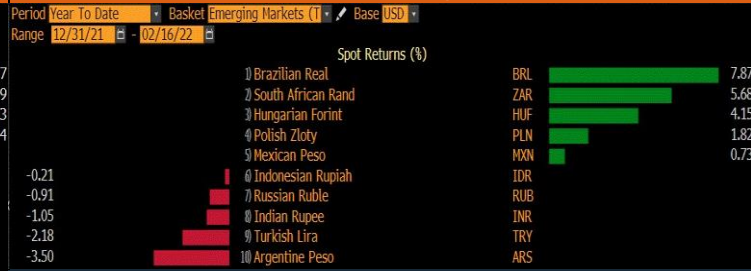 Period Year To Date Basket Emerging Markets (T Base USD
Range 12/31/21 - 02/16/22
Spot Returns (%)
7 1) Brazilian Real BRL 7.87
9 2) South African Rand ZAR 5.68
3 3) Hungarian Forint HUF 4.15
4 4) Polish Zloty PLN 1.82
5) Mexican Peso MXN 0.73
-0.21 6) Indonesian Rupiah IDR
-0.91 7) Russian Ruble RUB
-1.05 8) Indian Rupee INR
-2.18 9) Turkish Lira TRY
-3.50 10) Argentine Peso ARS